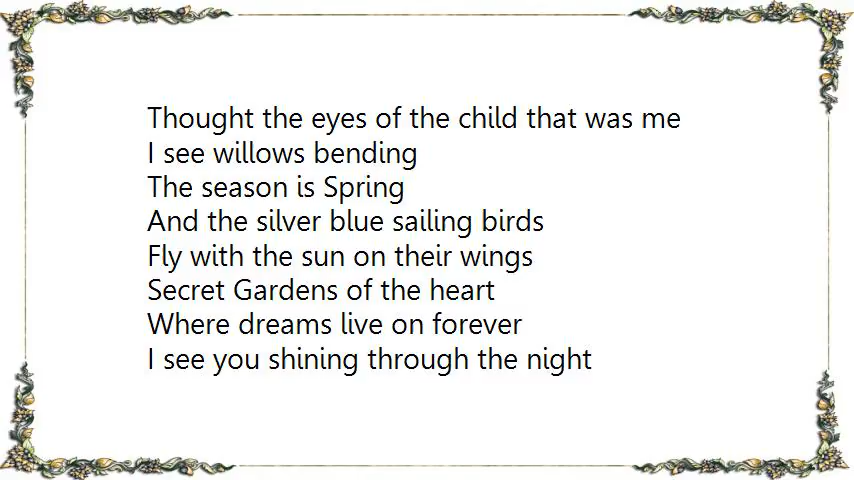 Thought the eyes of the child that was me
I see willows bending
The season is Spring
And the silver blue sailing birds
Fly with the sun on their wings
Secret Gardens of the heart
Where dreams live on forever
I see you shining through the night